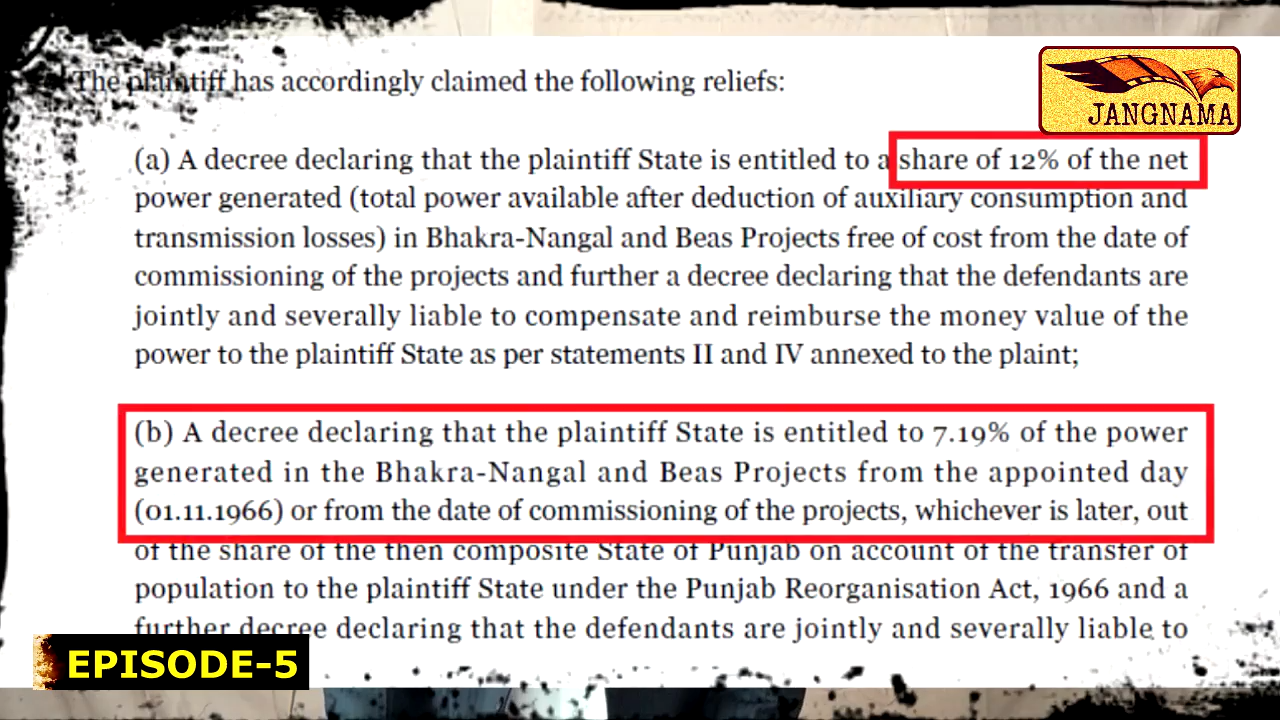 The plaintiff has accordingly claimed the following reliefs:
JANGNAMA
(a) A decree declaring that the plaintiff State is entitled to a share of 12% of the net
power generated (total power available after deduction of auxiliary consumption and
transmission losses) in Bhakra-Nangal and Beas Projects free of cost from the date of
commissioning of the projects and further a decree declaring that the defendants are
jointly and severally liable to compensate and reimburse the money value of the
power to the plaintiff State as per statements II and IV annexed to the plaint;
(b) A decree declaring that the plaintiff State is entitled to 7.19% of the power
generated in the Bhakra-Nangal and Beas Projects from the appointed day
(01.11.1966) or from the date of commissioning of the projects, whichever is later, out
of the share of the then composite State of Punjab on account of the transfer of
population to the plaintiff State under the Punjab Reorganisation Act, 1966 and a
further decree declaring that the defendants are jointly and severally liable to
EPISODE-5